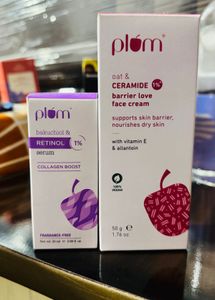 plum
bakuchiol &
RETINOL 1%
serum
COLLAGEN BOOST
FRAGRANCE-FREE
plum
oat &
CERAMIDE 1%
barrier love
face cream
supports skin barrier,
nourishes dry skin
with vitamin E
& allantoin
100%
VEGAN
50 g
1.76 oz